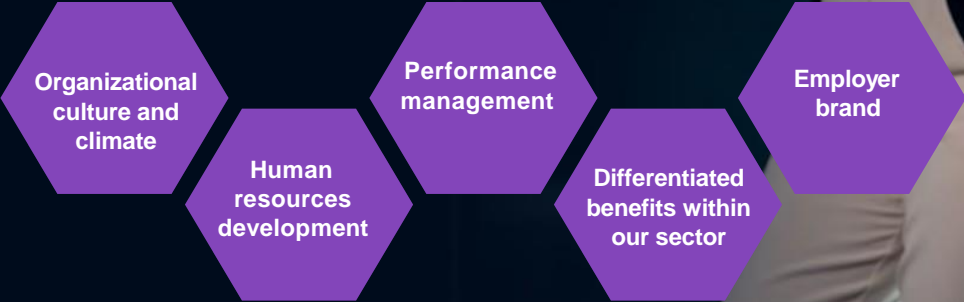 Organizational
culture and
climate
Human
resources
development
Performance
management
Differentiated
benefits within
our sector
Employer
brand